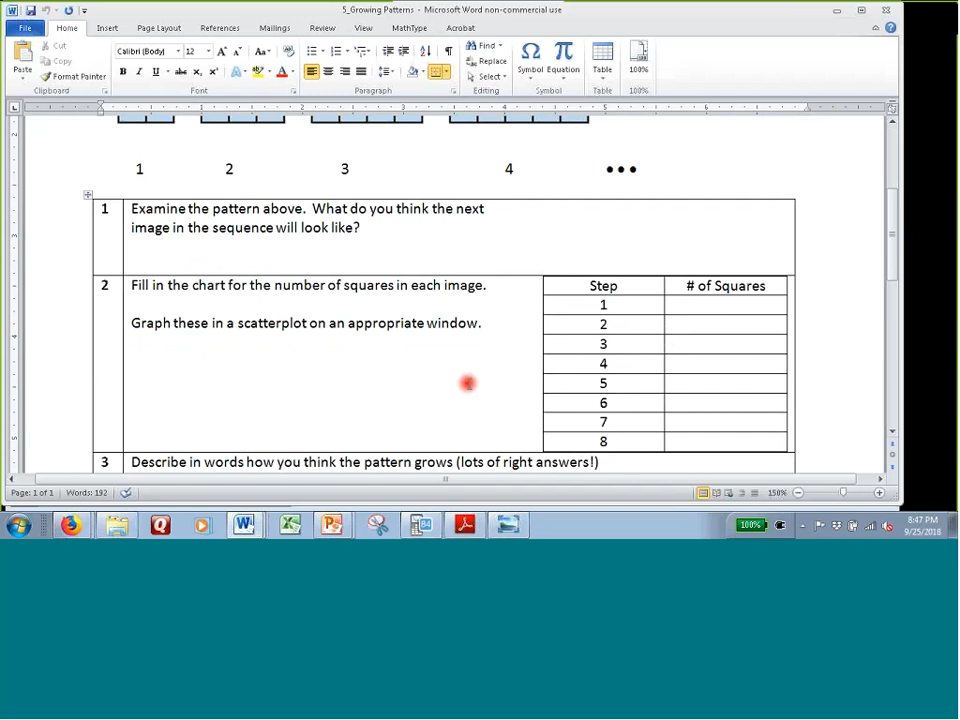 5_Growing Patterns - Microsoft Word non-commercial use
File Home Insert Page Layout References Mailings Review View MathType Acrobat
Cut
Copy
Format Painter
Paste
Clipboard
Calibri (Body) 12
Font
Paragraph
Find
Replace
Select
Editing
Symbol Equation
Symbol
Table
Table
100%
100%
1 2 3 4 •••
1 Examine the pattern above. What do you think the next
image in the sequence will look like?
2 Fill in the chart for the number of squares in each image.
Graph these in a scatterplot on an appropriate window.
Step # of Squares
1
2
3
4
5
6
7
8
3 Describe in words how you think the pattern grows (lots of right answers!)
Page: 1 of 1 Words: 192 150%
100% 8:47 PM
9/25/2018